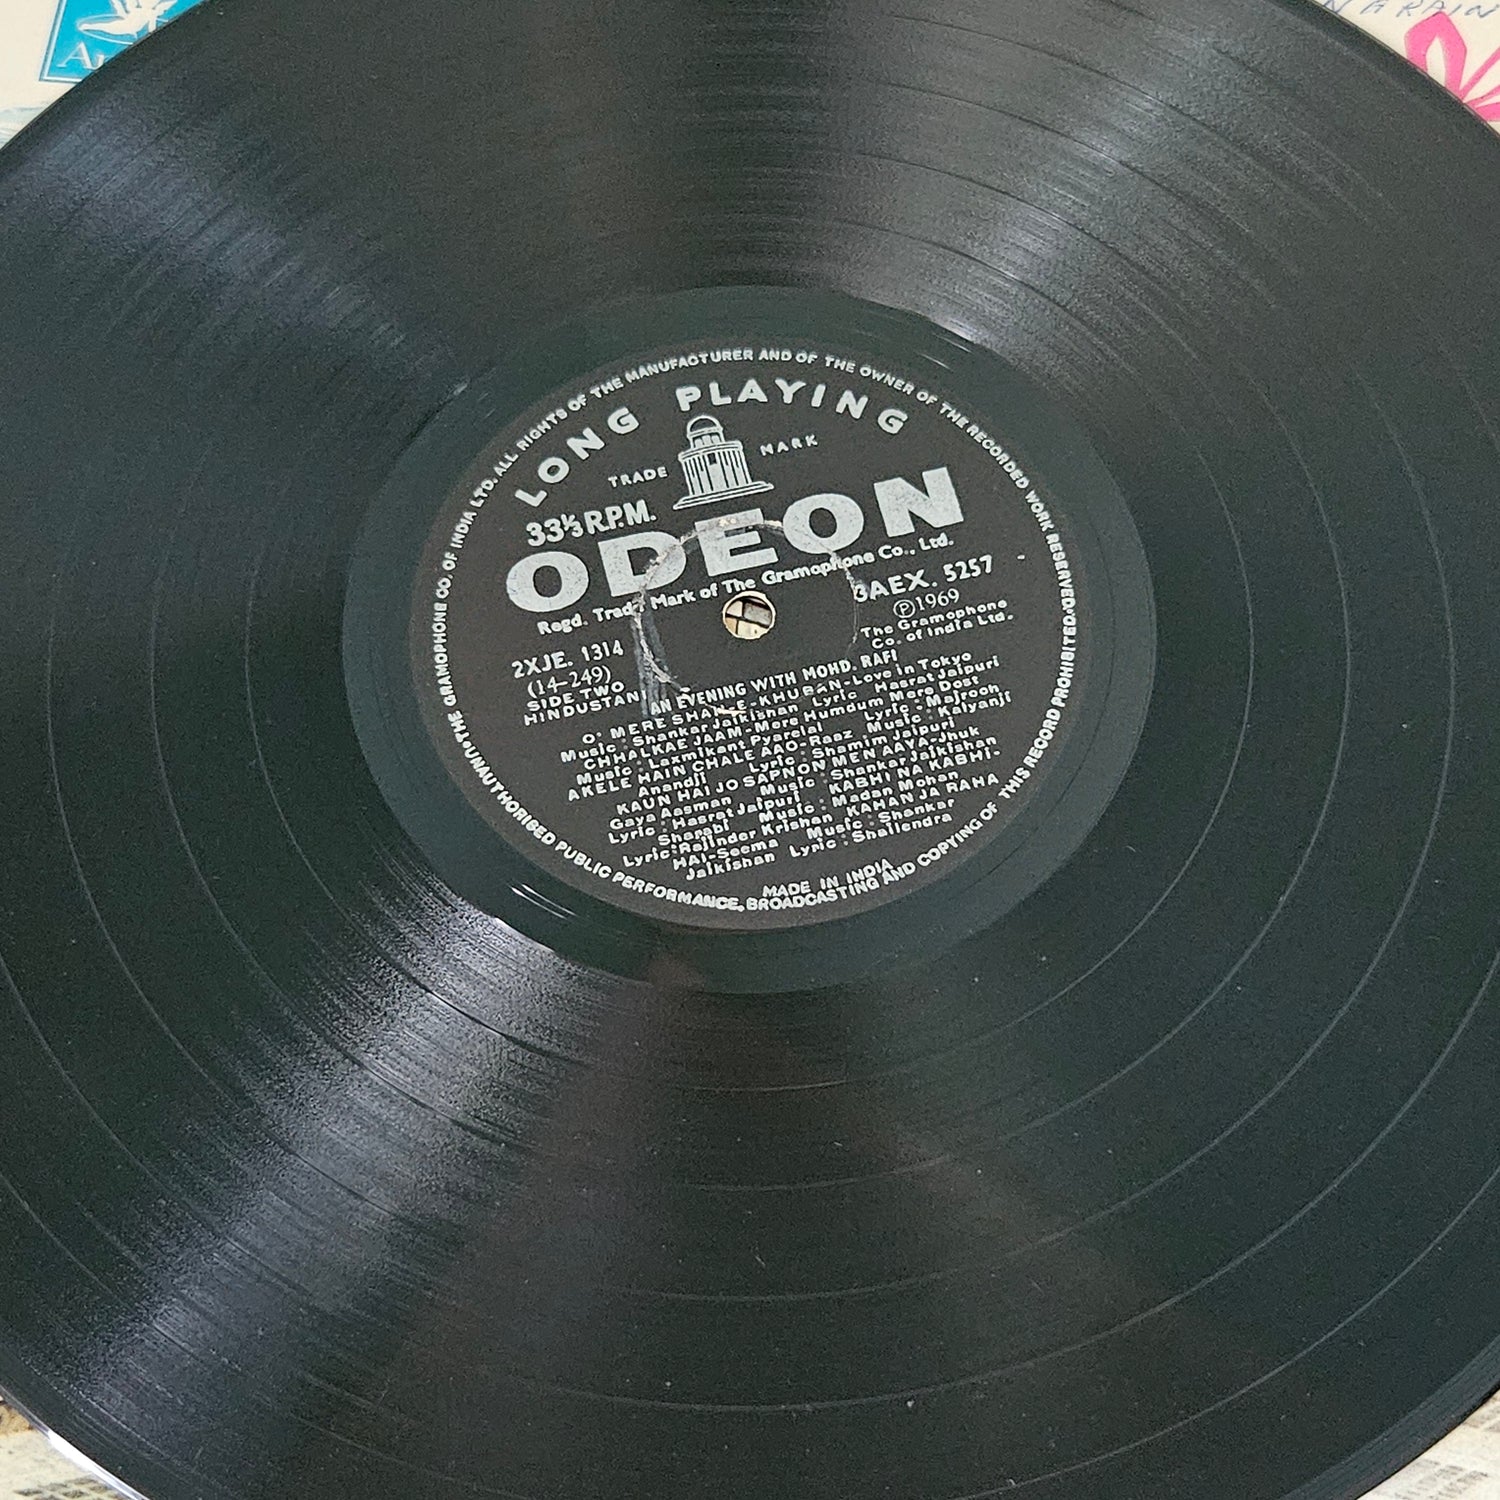 LONG PLAYING
TRADE MARK
33⅓ R.P.M.
ODEON
Regd. Trade Mark of The Gramophone Co., Ltd.
3AEX. 5257
℗1969
The Gramophone
Co. of India Ltd.
2XJE. 1314
(14-249)
SIDE TWO
HINDUSTANI
AN EVENING WITH MOHD. RAFI
O' MERE SHAH-E-KHUBAN-Love in Tokyo
Music : Shankar Jaikishan Lyric : Hasrat Jaipuri
CHHALKAE JAAM-Mere Humdum Mere Dost
Music : Laxmikant Pyarelal Lyric : Majrooh
AKELE HAIN CHALE AAO-Raaz Music : Kalyanji
Anandji Lyric : Shamim Jaipuri
KAUN HAI JO SAPNON MEN AAYA-Jhuk
Gaya Aasman Music : Shankar Jaikishan
Lyric : Hasrat Jaipuri KABHI NA KABHI-
Sharabi Music : Madan Mohan
Lyric : Rajinder Krishan KAHAN JA RAHA
HAI-Seema Music : Shankar
Jaikishan Lyric : Shailendra
MADE IN INDIA
THE GRAMOPHONE CO. OF INDIA LTD. ALL RIGHTS OF THE MANUFACTURER AND OF THE OWNER OF THE RECORDED WORK RESERVED. UNAUTHORISED PUBLIC PERFORMANCE, BROADCASTING AND COPYING OF THIS RECORD PROHIBITED.